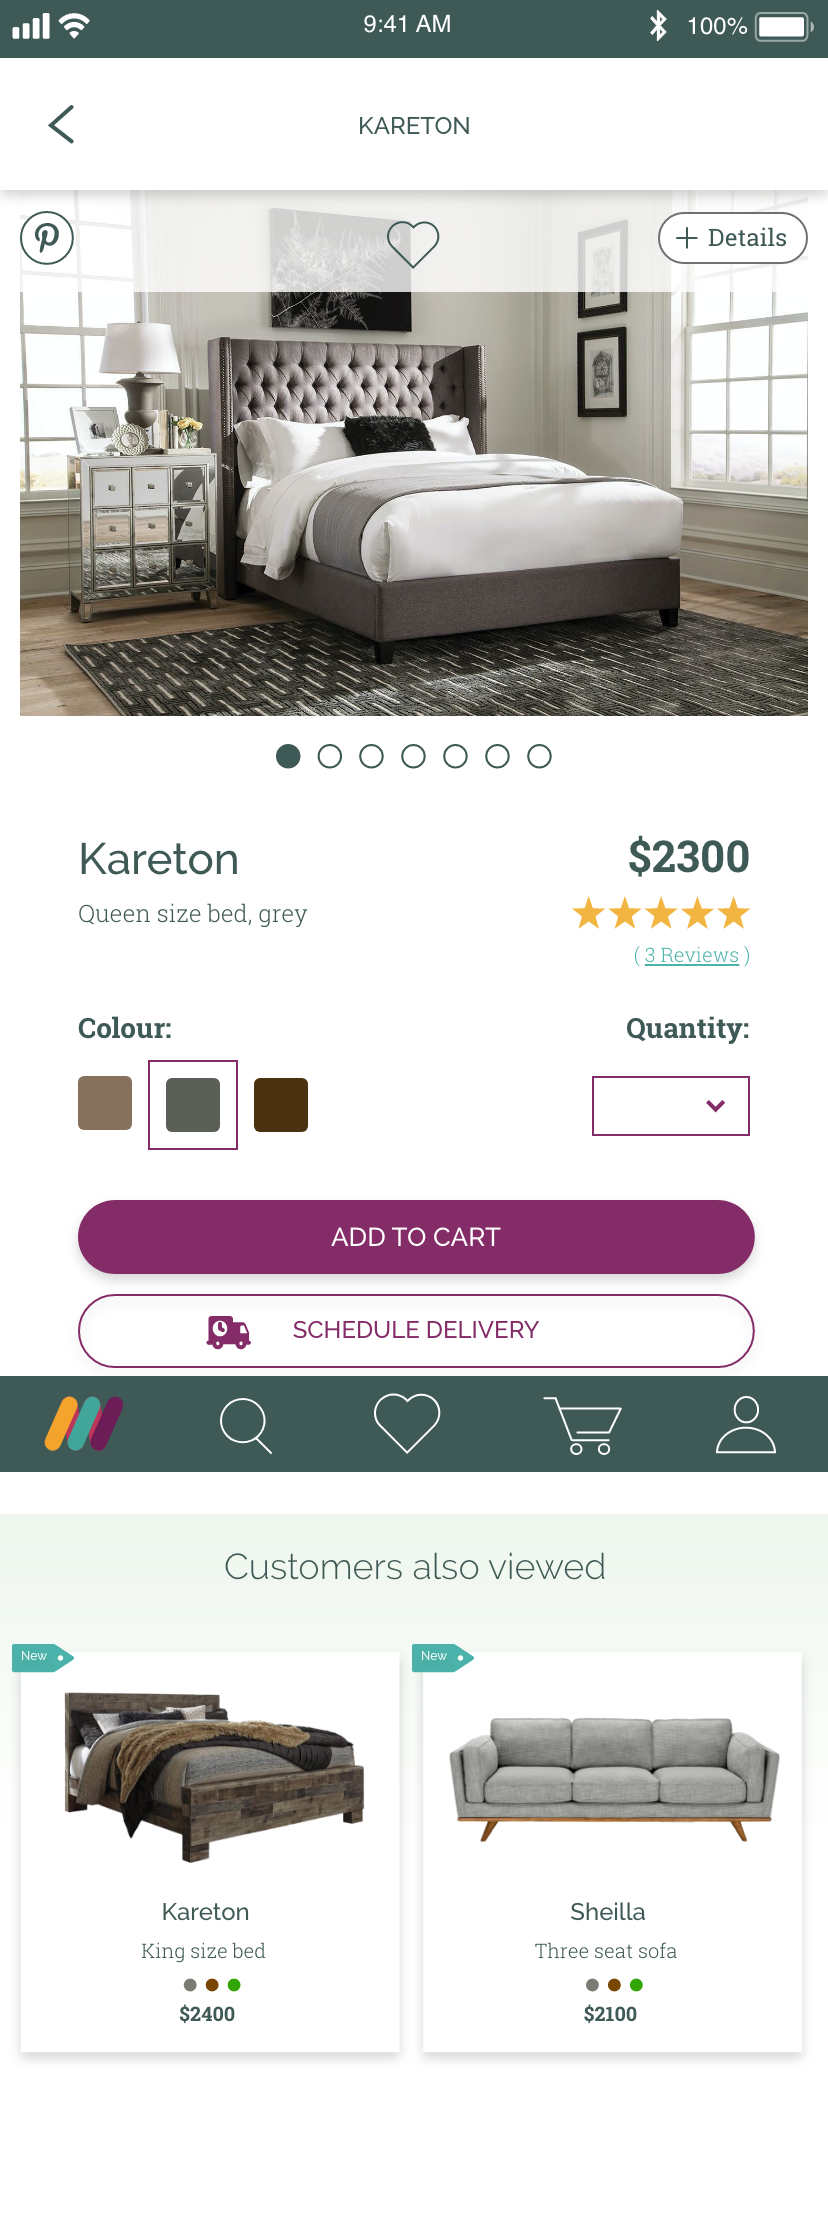 9:41 AM
100%
KARETON
Details
Kareton
$2300
Queen size bed, grey
( 3 Reviews )
Colour:
Quantity:
ADD TO CART
SCHEDULE DELIVERY
Customers also viewed
New
New
Kareton
Sheilla
King size bed
Three seat sofa
$2400
$2100